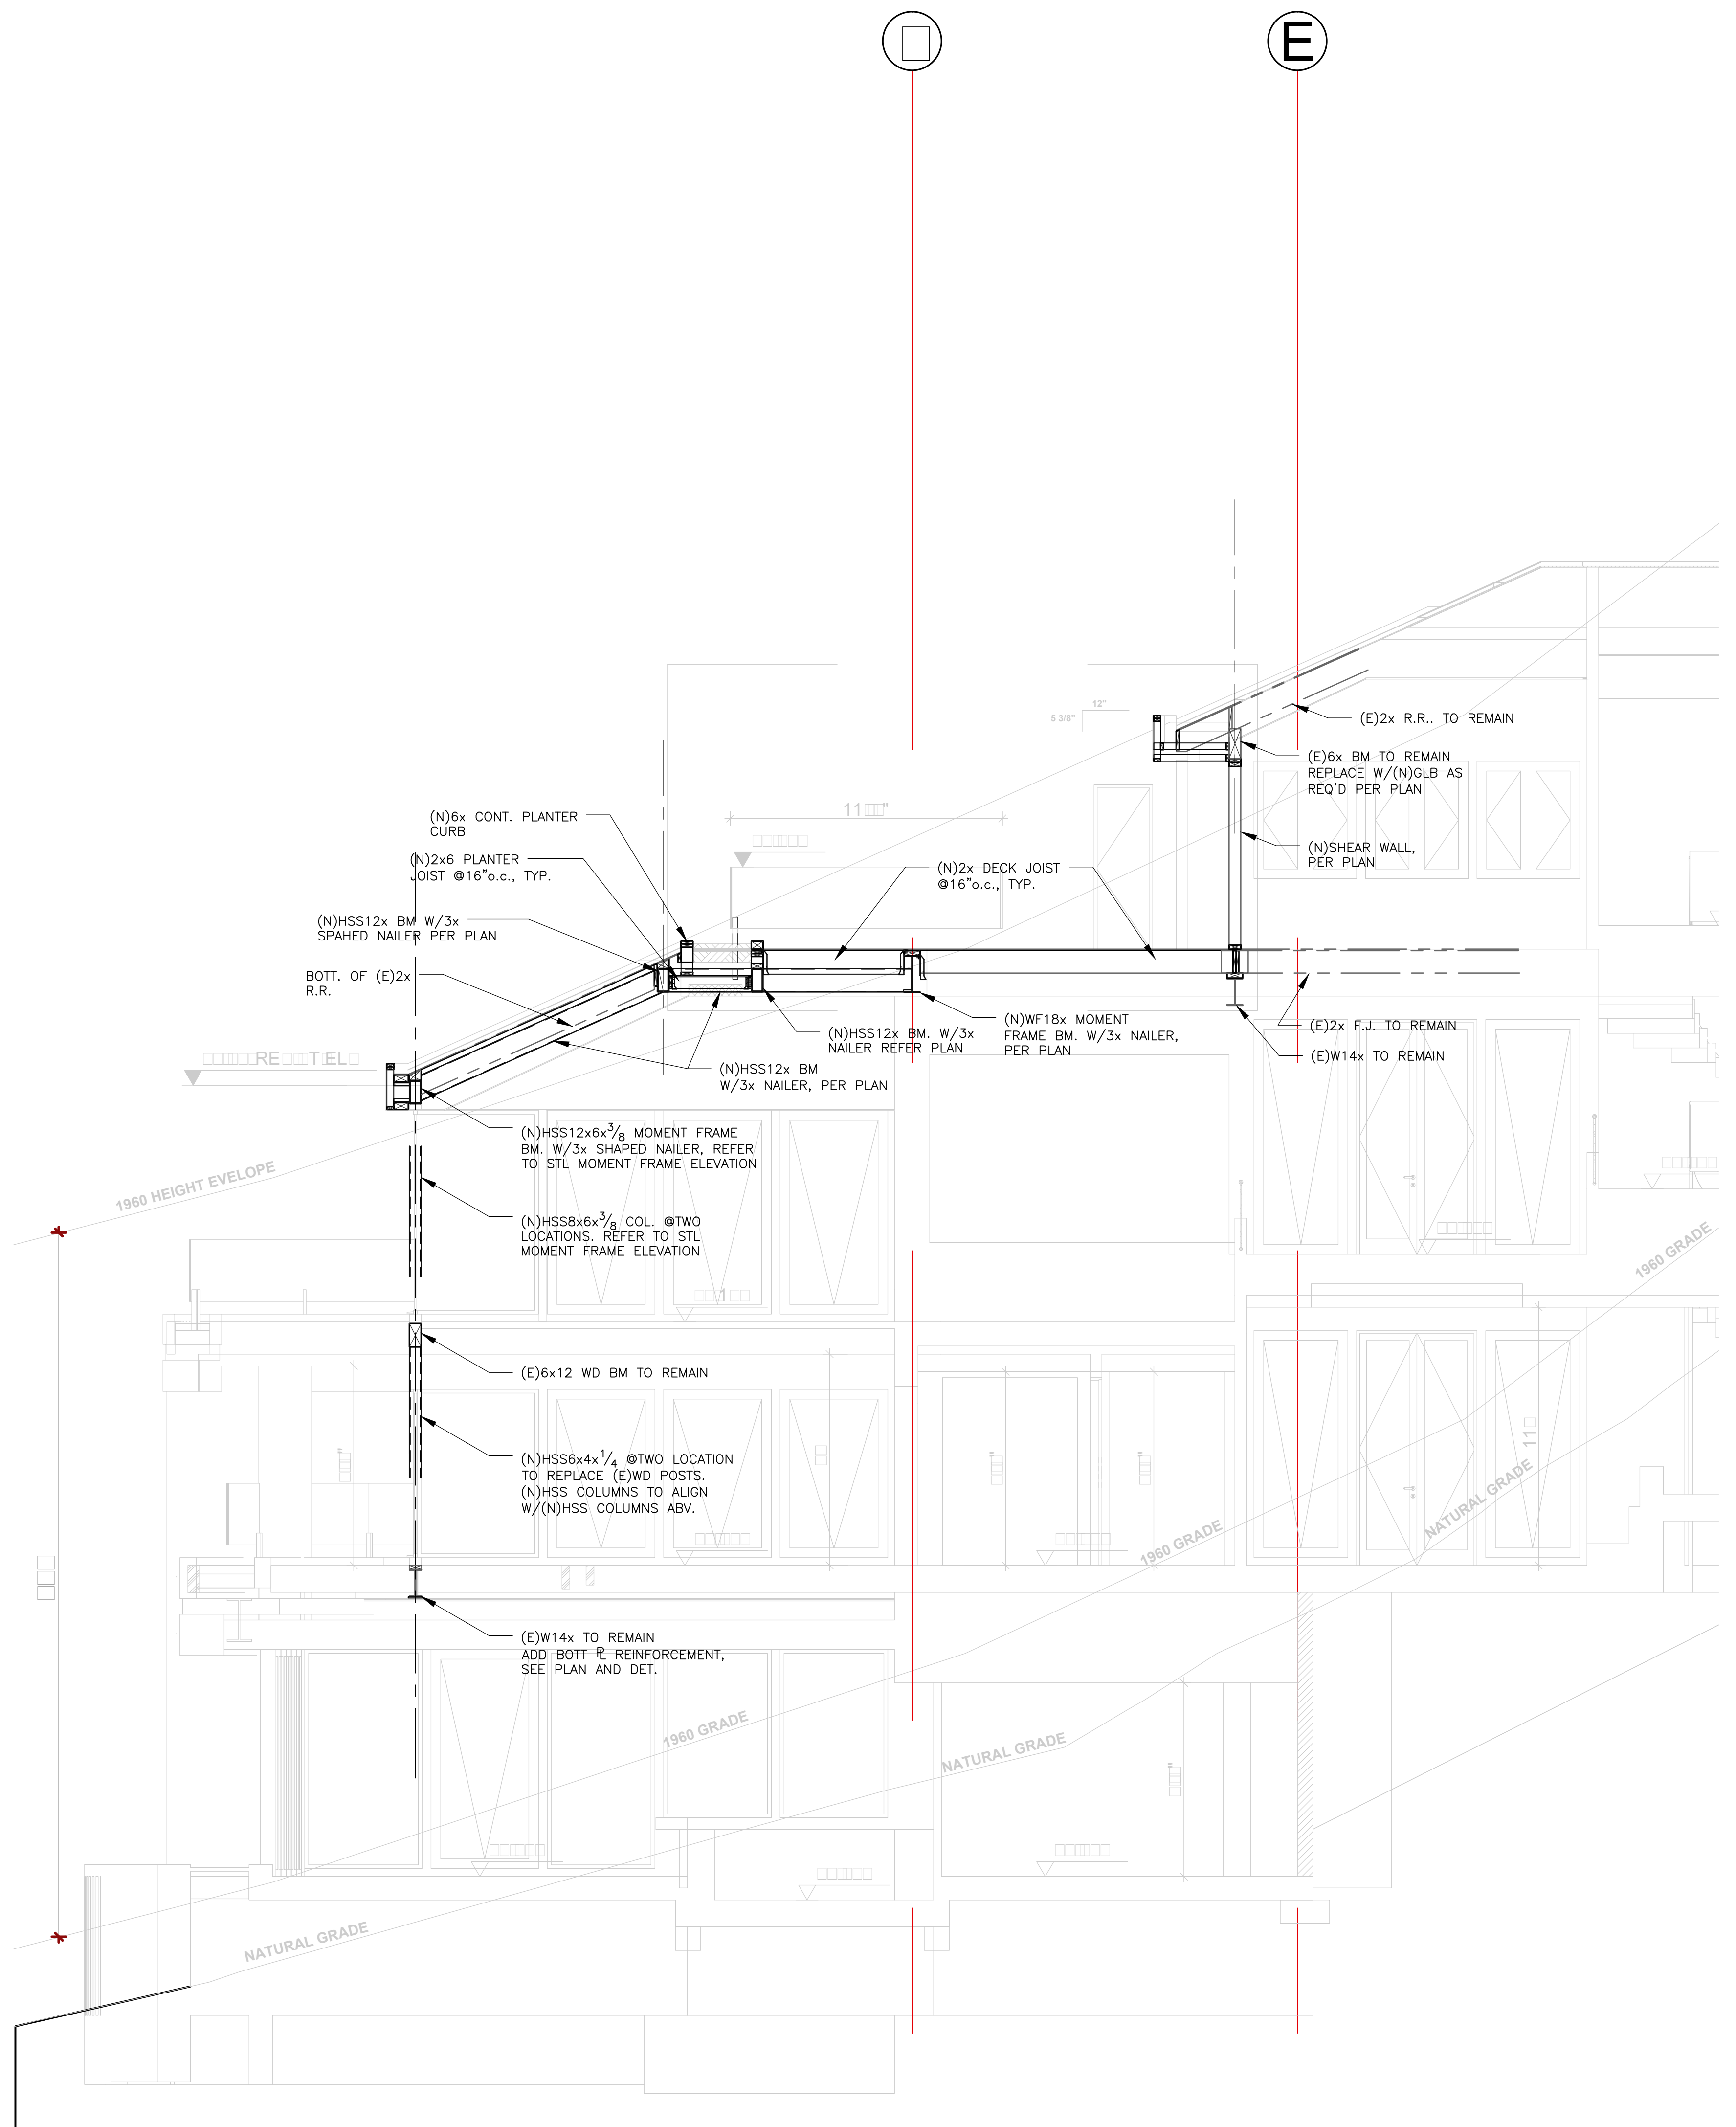 E
12"
5 3/8"
(E)2x R.R.. TO REMAIN
(E)6x BM TO REMAIN
REPLACE W/(N)GLB AS
REQ'D PER PLAN
(N)6x CONT. PLANTER
CURB
(N)SHEAR WALL,
PER PLAN
(N)2x6 PLANTER
JOIST @16"o.c., TYP.
(N)2x DECK JOIST
@16"o.c., TYP.
(N)HSS12x BM W/3x
SPAHED NAILER PER PLAN
BOTT. OF (E)2x
R.R.
(N)WF18x MOMENT
FRAME BM. W/3x NAILER,
PER PLAN
(N)HSS12x BM. W/3x
NAILER REFER PLAN
(E)2x F.J. TO REMAIN
(E)W14x TO REMAIN
(N)HSS12x BM
W/3x NAILER, PER PLAN
(N)HSS12x6x3/8 MOMENT FRAME
BM. W/3x SHAPED NAILER, REFER
TO STL MOMENT FRAME ELEVATION
1960 HEIGHT EVELOPE
(N)HSS8x6x3/8 COL. @TWO
LOCATIONS. REFER TO STL
MOMENT FRAME ELEVATION
1960 GRADE
(E)6x12 WD BM TO REMAIN
(N)HSS6x4x1/4 @TWO LOCATION
TO REPLACE (E)WD POSTS.
(N)HSS COLUMNS TO ALIGN
W/(N)HSS COLUMNS ABV.
NATURAL GRADE
1960 GRADE
(E)W14x TO REMAIN
ADD BOTT PL REINFORCEMENT,
SEE PLAN AND DET.
1960 GRADE
NATURAL GRADE
NATURAL GRADE